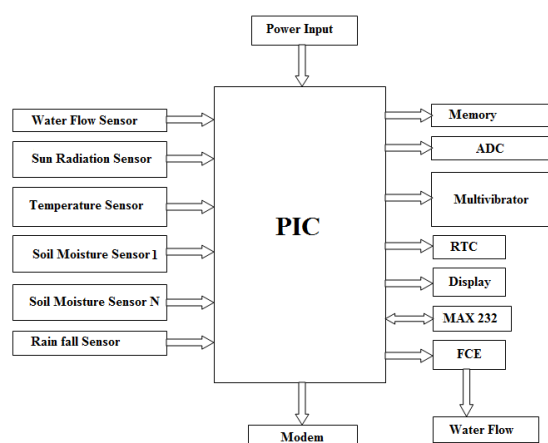 Power Input
Water Flow Sensor
Sun Radiation Sensor
Temperature Sensor
Soil Moisture Sensor 1
Soil Moisture Sensor N
Rain fall Sensor
PIC
Memory
ADC
Multivibrator
RTC
Display
MAX 232
FCE
Water Flow
Modem